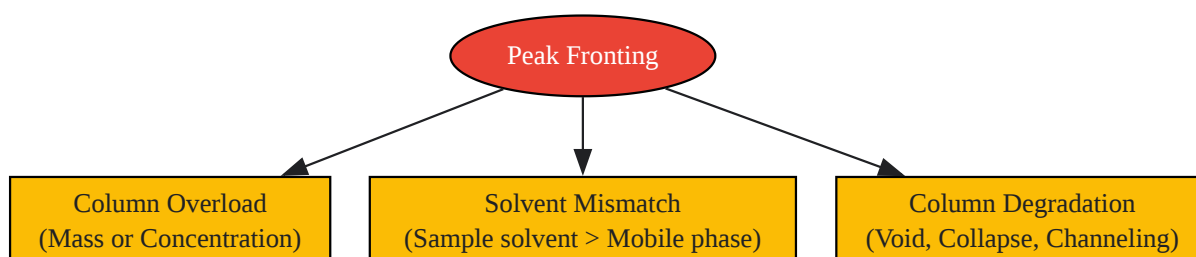 Peak Fronting
Column Overload
(Mass or Concentration)
Solvent Mismatch
(Sample solvent > Mobile phase)
Column Degradation
(Void, Collapse, Channeling)